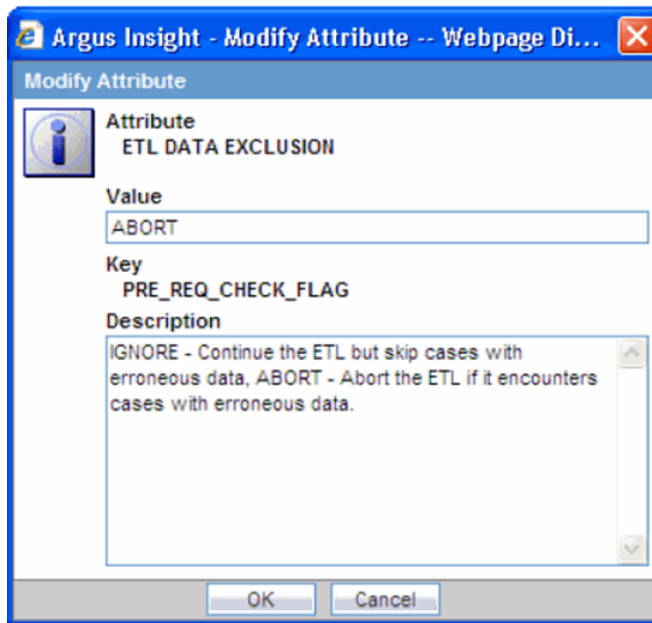 Argus Insight - Modify Attribute -- Webpage Di...
Modify Attribute
Attribute
ETL DATA EXCLUSION
Value
ABORT
Key
PRE_REQ_CHECK_FLAG
Description
IGNORE - Continue the ETL but skip cases with
erroneous data, ABORT - Abort the ETL if it encounters
cases with erroneous data.
OK Cancel